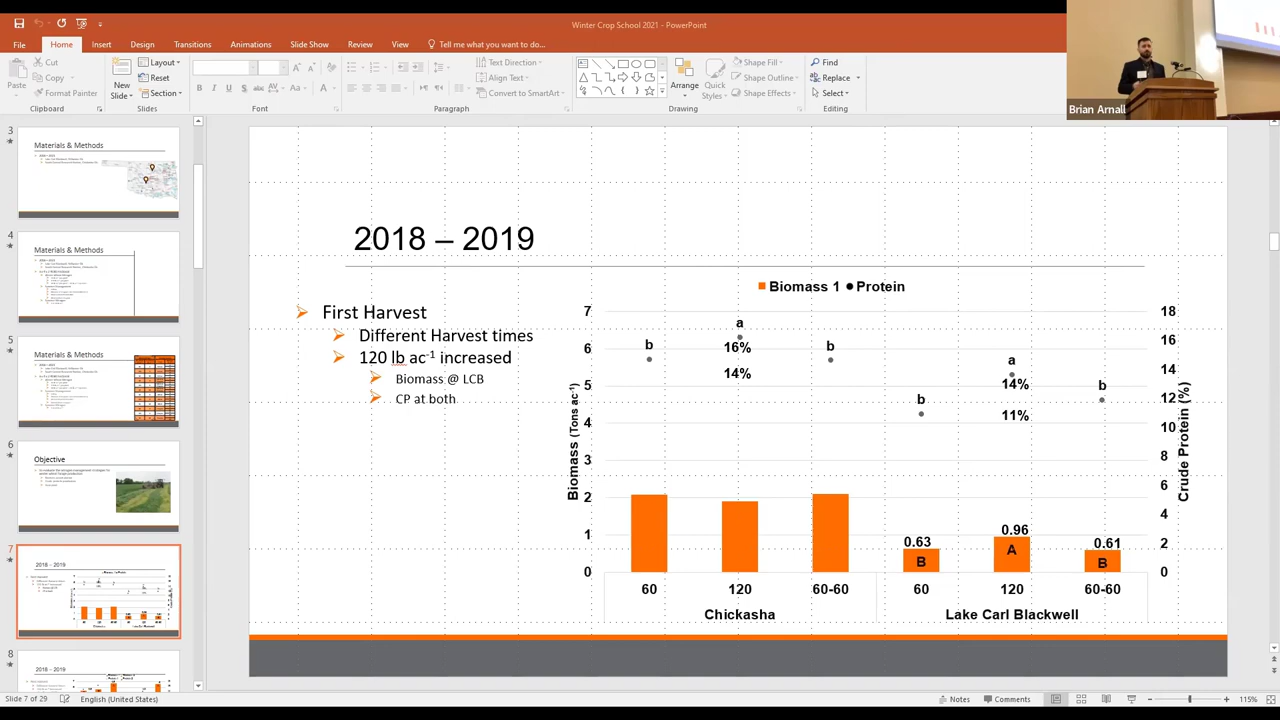 Winter Crop School 2021 - PowerPoint
File Home Insert Design Transitions Animations Slide Show Review View Tell me what you want to do...
Paste
Cut
Copy
Format Painter
Clipboard
New Slide
Layout
Reset
Section
Slides
Font
Text Direction
Align Text
Convert to SmartArt
Paragraph
Arrange
Quick Styles
Shape Fill
Shape Outline
Shape Effects
Drawing
Find
Replace
Select
Editing
Brian Arnall
3
Materials & Methods
4
Materials & Methods
5
Materials & Methods
6
Objective
7
2018 – 2019
8
2018 – 2019
2018 – 2019
First Harvest
Different Harvest times
120 lb ac-1 increased
Biomass @ LCB
CP at both
Biomass 1 Protein
Biomass (Tons ac-1)
7
6
5
4
3
2
1
0
b
a
16%
14%
b
b
a
14%
11%
b
0.63
B
0.96
A
0.61
B
18
16
14
12
10
8
6
4
2
0
Crude Protein (%)
60 120 60-60 60 120 60-60
Chickasha Lake Carl Blackwell
Slide 7 of 29 English (United States) Notes Comments 115%